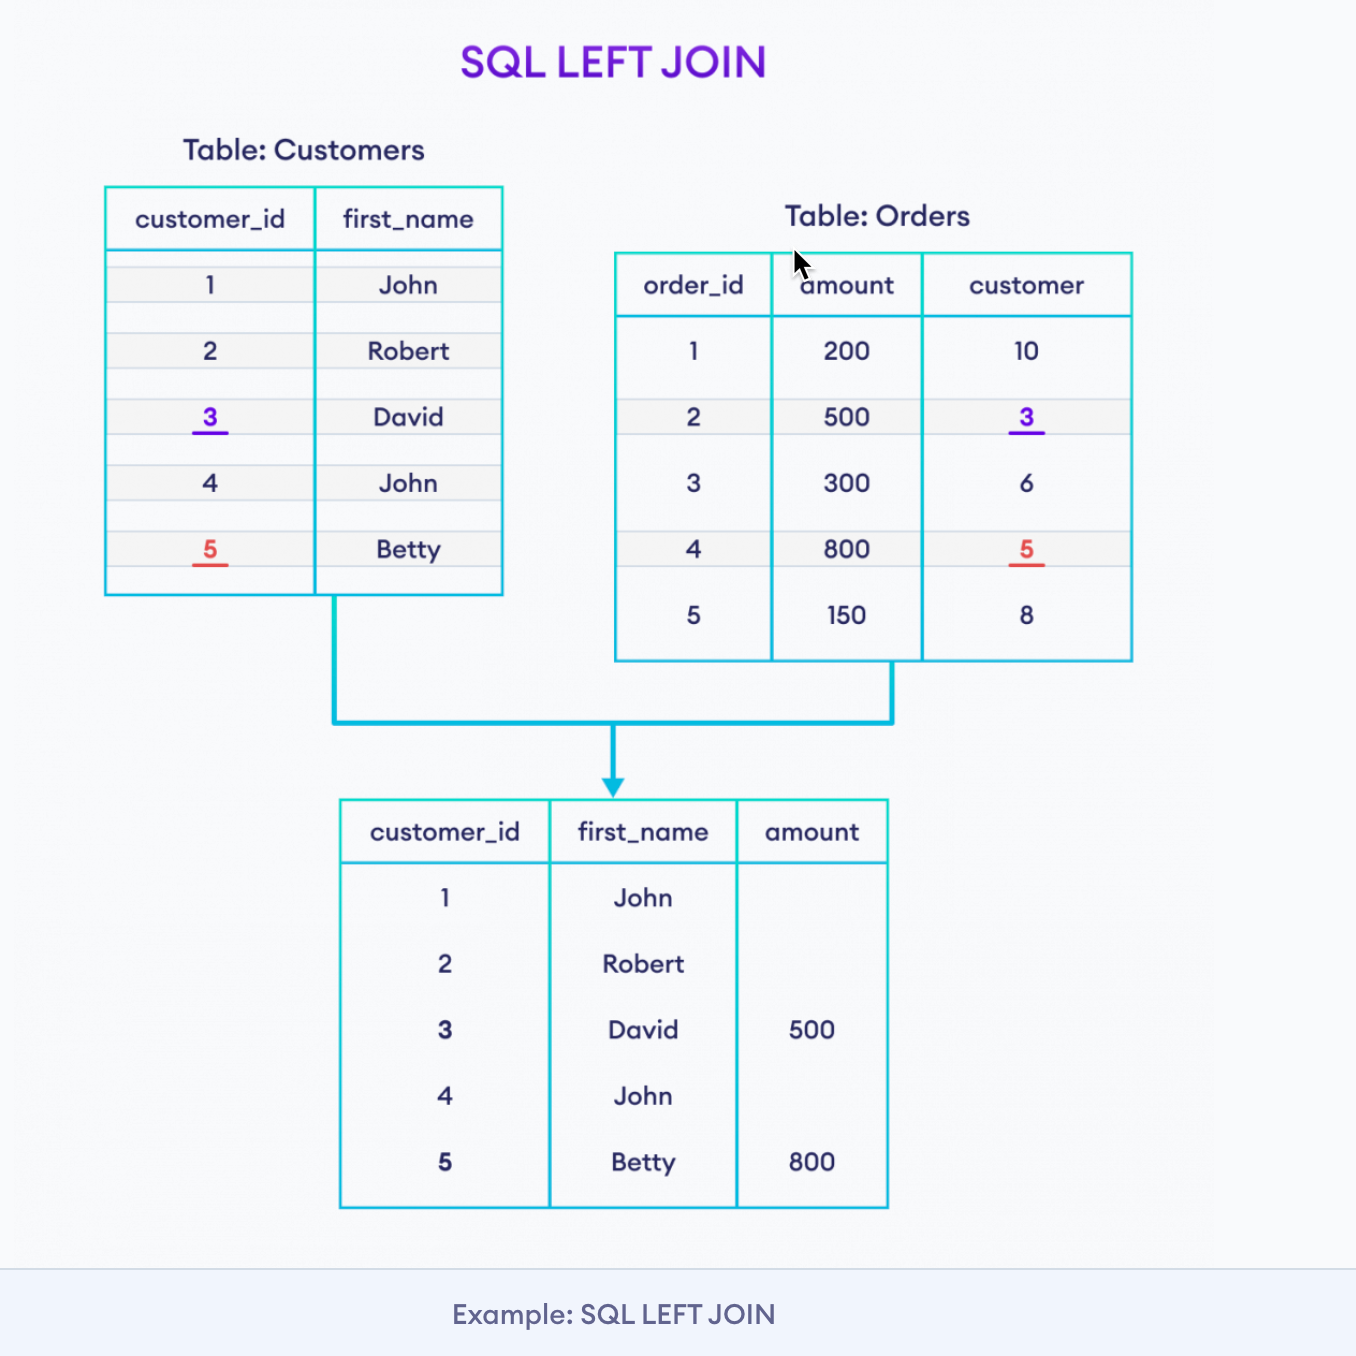 SQL LEFT JOIN
Table: Customers
customer_id first_name
1 John
2 Robert
3 David
4 John
5 Betty
Table: Orders
order_id amount customer
1 200 10
2 500 3
3 300 6
4 800 5
5 150 8
customer_id first_name amount
1 John
2 Robert
3 David 500
4 John
5 Betty 800
Example: SQL LEFT JOIN